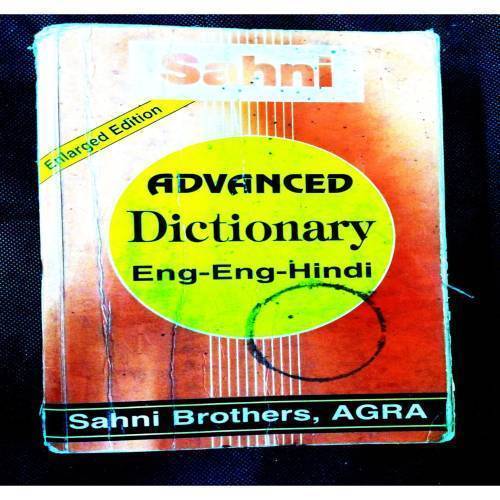 Sahni
Enlarged Edition
ADVANCED
Dictionary
Eng-Eng-Hindi
Sahni Brothers, AGRA